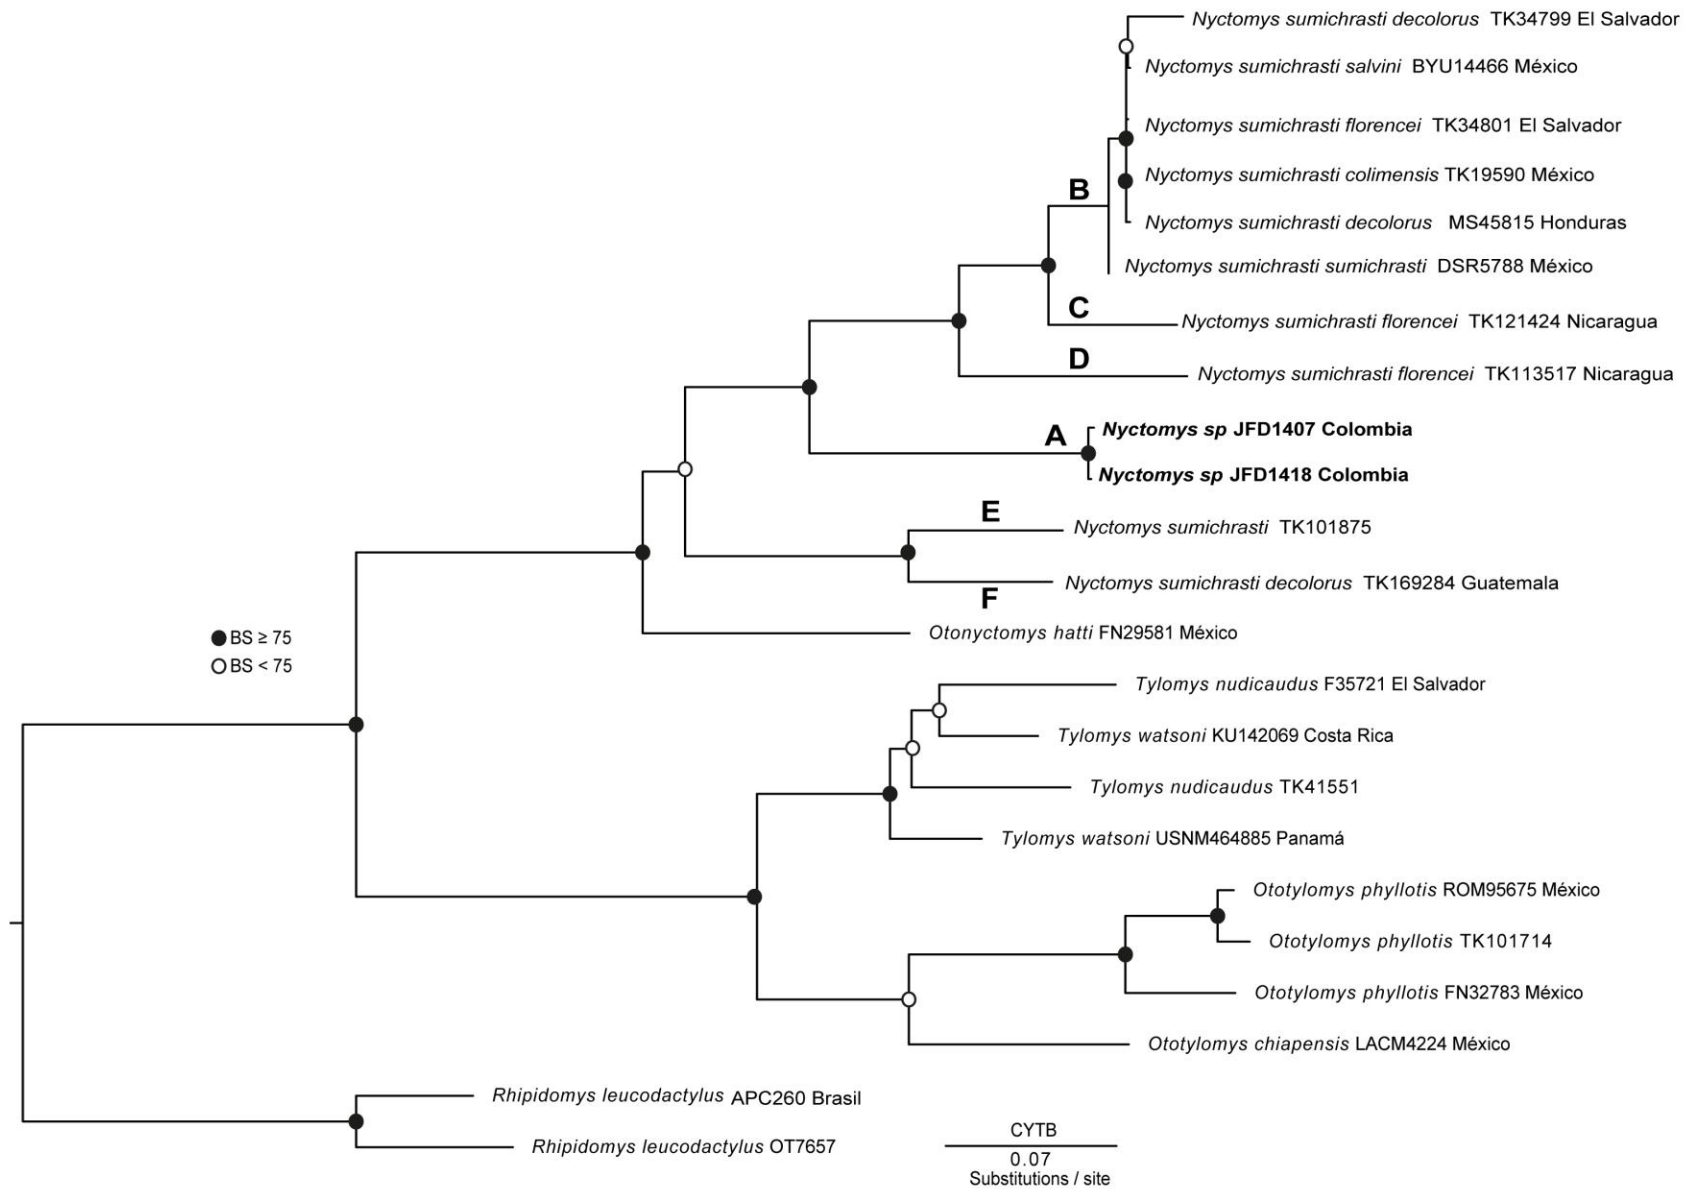 Nyctomys sumichrasti decolorus TK34799 El Salvador
Nyctomys sumichrasti salvini BYU14466 México
Nyctomys sumichrasti florencei TK34801 El Salvador
Nyctomys sumichrasti colimensis TK19590 México
B
Nyctomys sumichrasti decolorus MS45815 Honduras
Nyctomys sumichrasti sumichrasti DSR5788 México
C
Nyctomys sumichrasti florencei TK121424 Nicaragua
D
Nyctomys sumichrasti florencei TK113517 Nicaragua
A
Nyctomys sp JFD1407 Colombia
Nyctomys sp JFD1418 Colombia
E
Nyctomys sumichrasti TK101875
Nyctomys sumichrasti decolorus TK169284 Guatemala
F
Otonyctomys hatti FN29581 México
BS ≥ 75
BS < 75
Tylomys nudicaudus F35721 El Salvador
Tylomys watsoni KU142069 Costa Rica
Tylomys nudicaudus TK41551
Tylomys watsoni USNM464885 Panamá
Ototylomys phyllotis ROM95675 México
Ototylomys phyllotis TK101714
Ototylomys phyllotis FN32783 México
Ototylomys chiapensis LACM4224 México
Rhipidomys leucodactylus APC260 Brasil
Rhipidomys leucodactylus OT7657
CYTB
0.07
Substitutions / site